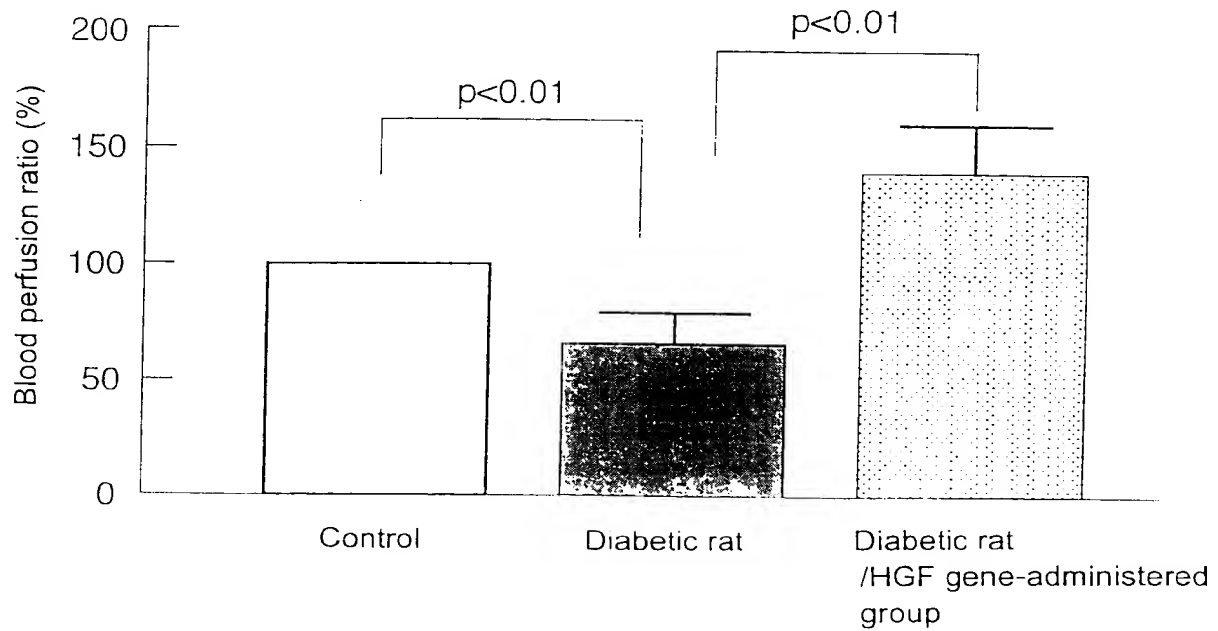 200
p<0.01
p<0.01
150
Blood perfusion ratio (%)
100
50
0
Control
Diabetic rat
Diabetic rat
/HGF gene-administered
group